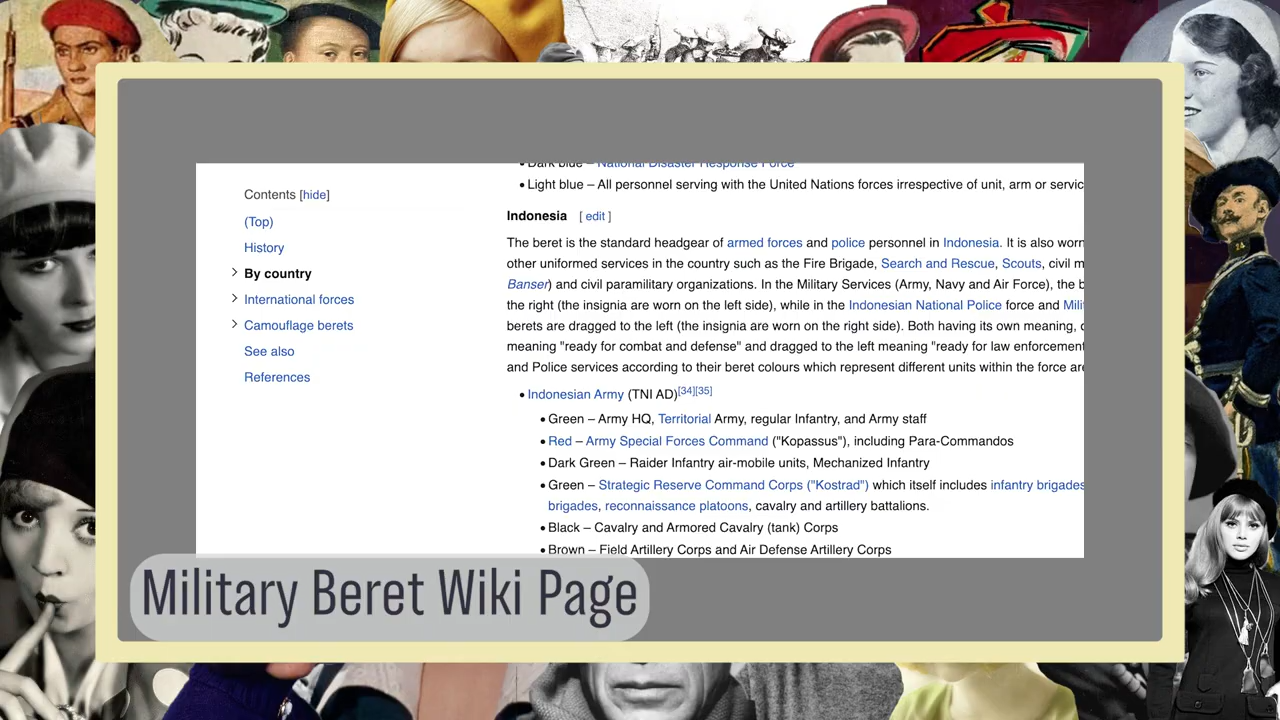 Contents [hide]
(Top)
History
By country
International forces
Camouflage berets
See also
References
• Dark blue – National Disaster Response Force
• Light blue – All personnel serving with the United Nations forces irrespective of unit, arm or servic
Indonesia [ edit ]
The beret is the standard headgear of armed forces and police personnel in Indonesia. It is also worn
other uniformed services in the country such as the Fire Brigade, Search and Rescue, Scouts, civil m
Banser) and civil paramilitary organizations. In the Military Services (Army, Navy and Air Force), the b
the right (the insignia are worn on the left side), while in the Indonesian National Police force and Mili
berets are dragged to the left (the insignia are worn on the right side). Both having its own meaning, d
meaning "ready for combat and defense" and dragged to the left meaning "ready for law enforcement
and Police services according to their beret colours which represent different units within the force are
• Indonesian Army (TNI AD)[34][35]
• Green – Army HQ, Territorial Army, regular Infantry, and Army staff
• Red – Army Special Forces Command ("Kopassus"), including Para-Commandos
• Dark Green – Raider Infantry air-mobile units, Mechanized Infantry
• Green – Strategic Reserve Command Corps ("Kostrad") which itself includes infantry brigades
brigades, reconnaissance platoons, cavalry and artillery battalions.
• Black – Cavalry and Armored Cavalry (tank) Corps
• Brown – Field Artillery Corps and Air Defense Artillery Corps
Military Beret Wiki Page